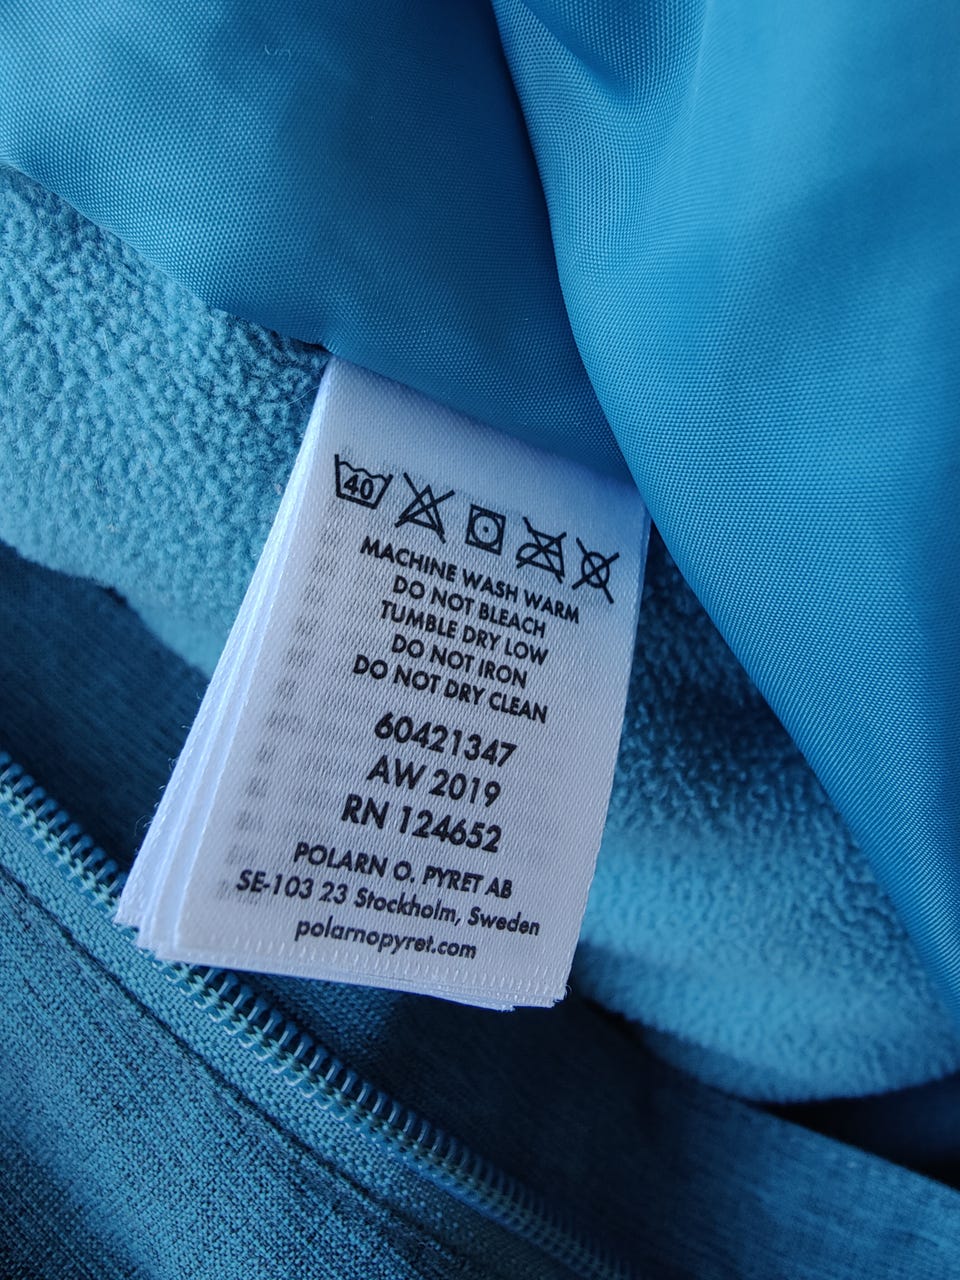 40
MACHINE WASH WARM
DO NOT BLEACH
TUMBLE DRY LOW
DO NOT IRON
DO NOT DRY CLEAN
60421347
AW 2019
RN 124652
POLARN O. PYRET AB
SE-103 23 Stockholm, Sweden
polarnopyret.com